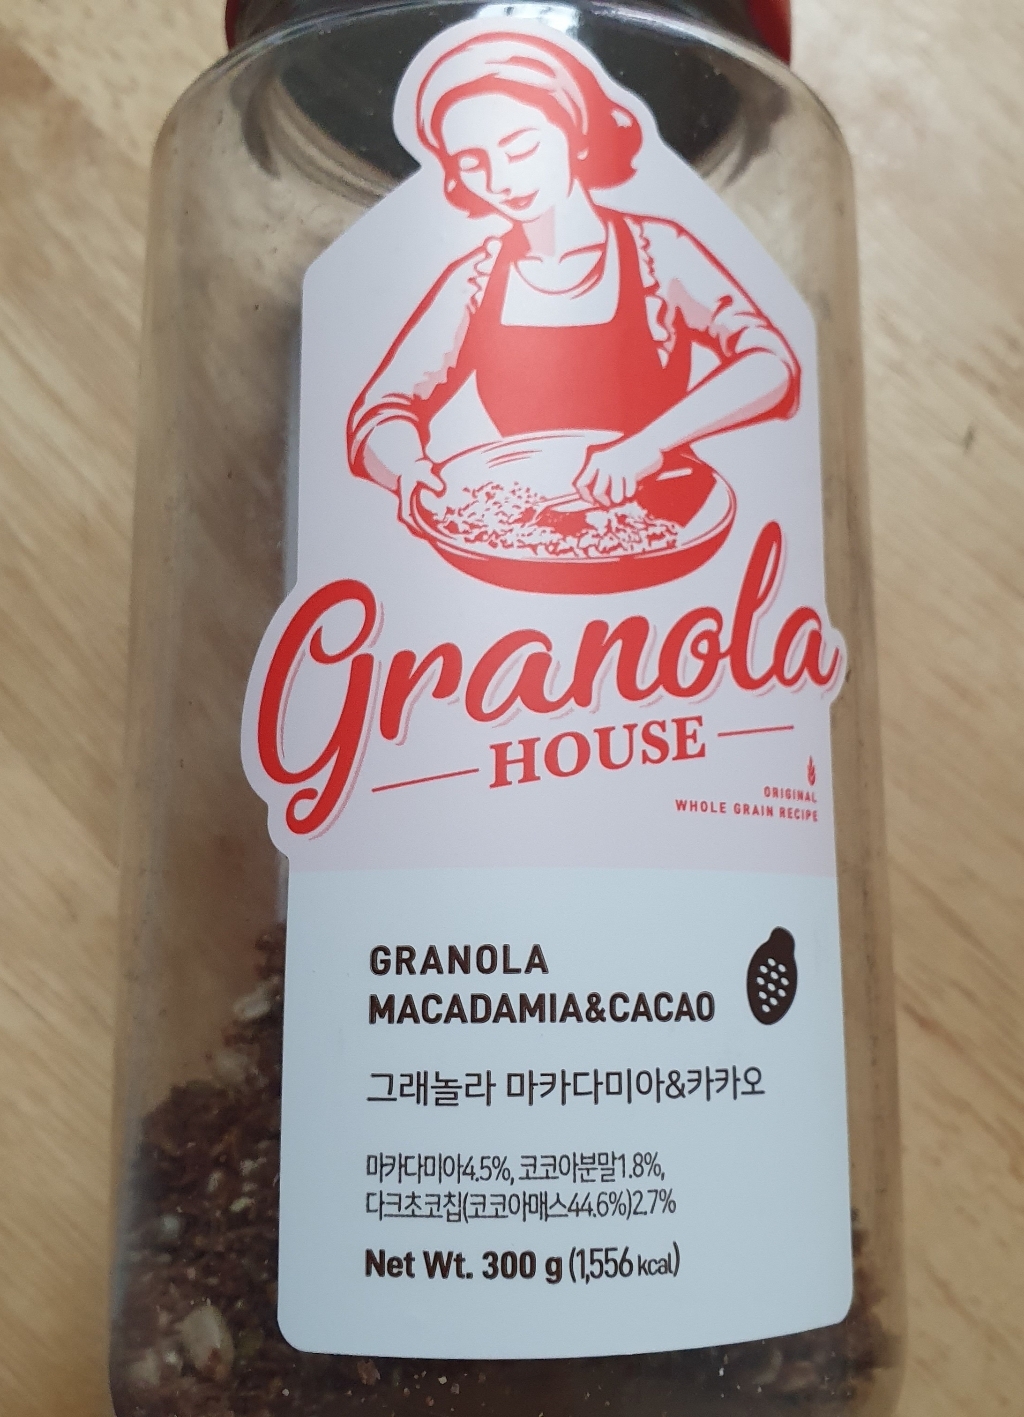 Granola
HOUSE
ORIGINAL
WHOLE GRAIN RECIPE
GRANOLA
MACADAMIA&CACAO
그래놀라 마카다미아&카카오
마카다미아4.5%, 코코아분말1.8%,
다크초코칩(코코아매스44.6%)2.7%
Net Wt. 300 g (1,556 kcal)